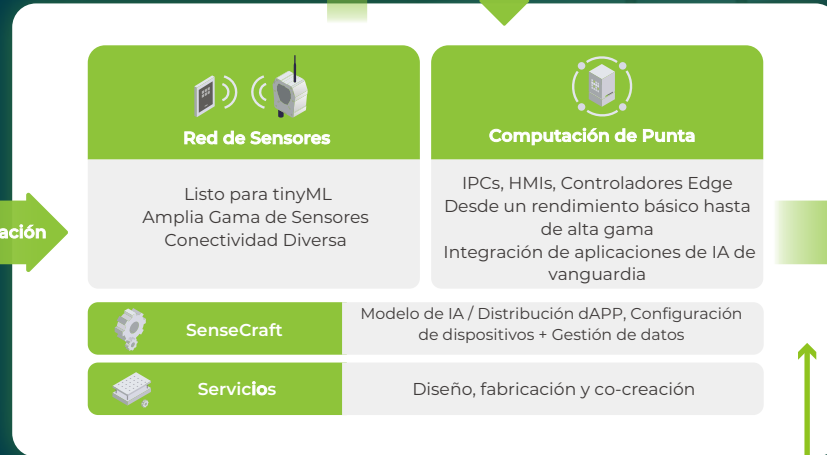 Red de Sensores
Listo para tinyML
Amplia Gama de Sensores
Conectividad Diversa
Computación de Punta
IPCs, HMIs, Controladores Edge
Desde un rendimiento básico hasta
de alta gama
Integración de aplicaciones de IA de
vanguardia
ación
SenseCraft
Modelo de IA / Distribución dAPP, Configuración
de dispositivos + Gestión de datos
Servicios
Diseño, fabricación y co-creación